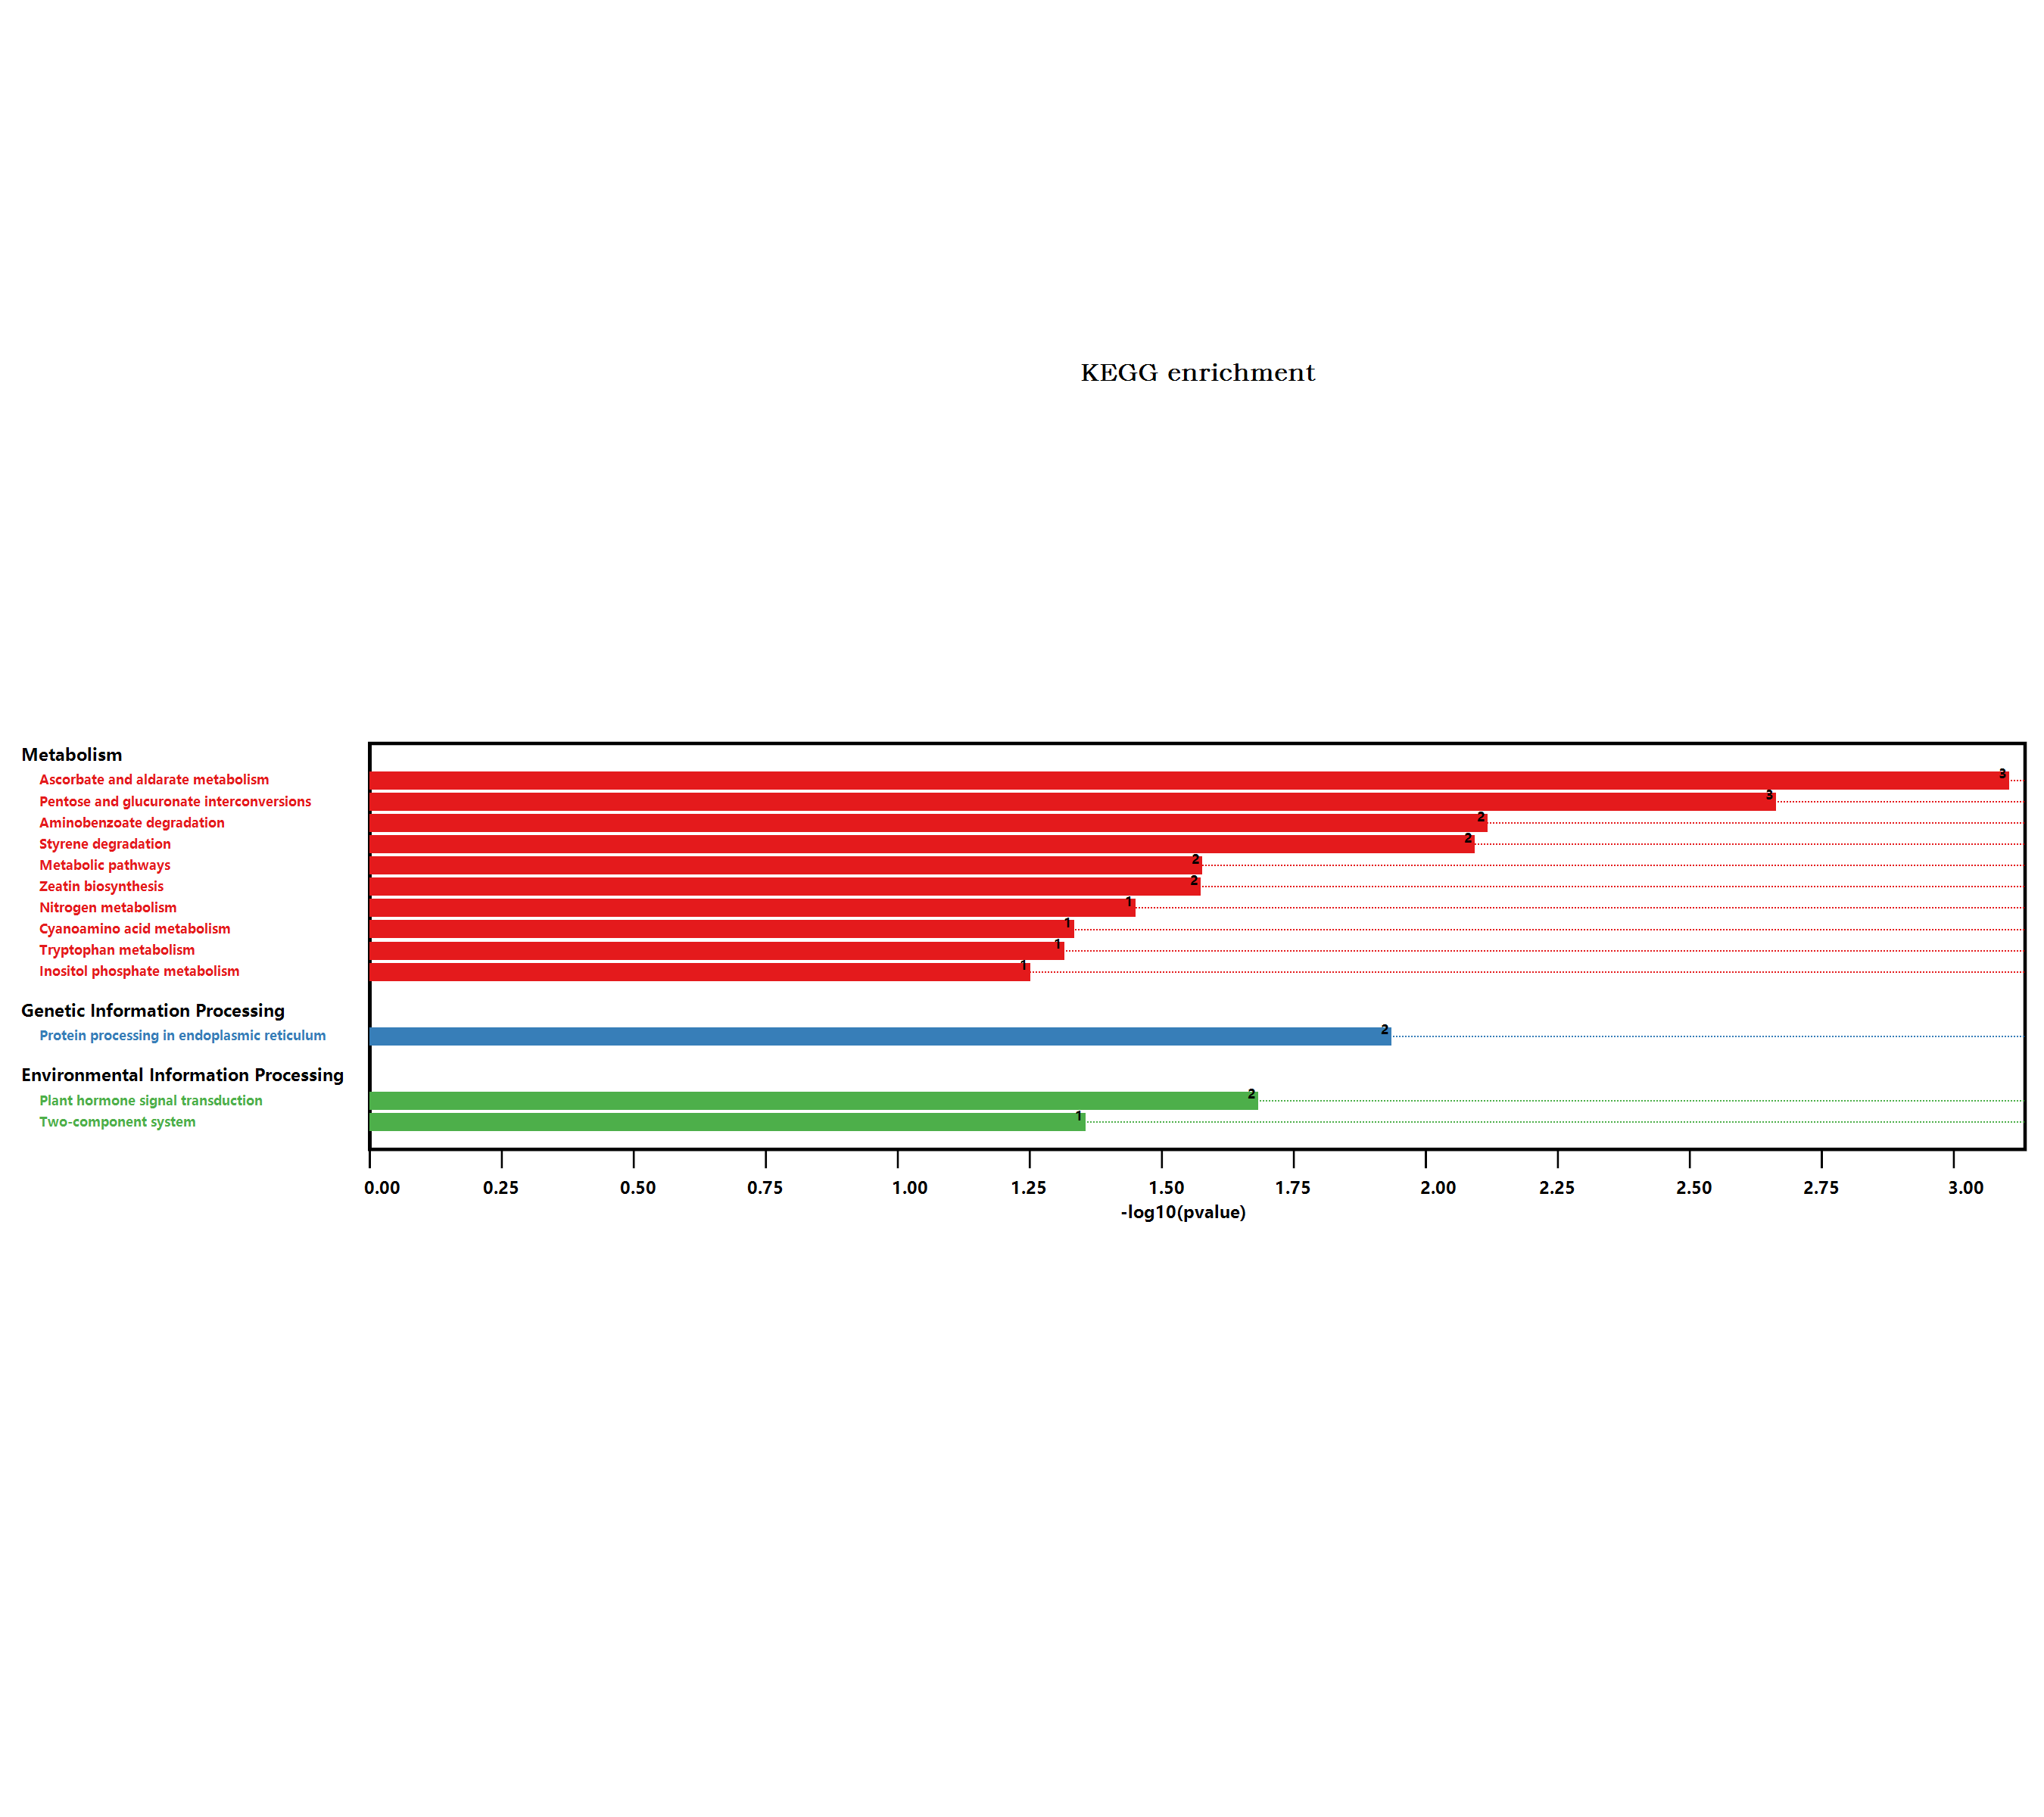 KEGG enrichment
Metabolism
Ascorbate and aldarate metabolism 3
Pentose and glucuronate interconversions 3
Aminobenzoate degradation 2
Styrene degradation 2
Metabolic pathways 2
Zeatin biosynthesis 2
Nitrogen metabolism 1
Cyanoamino acid metabolism 1
Tryptophan metabolism 1
Inositol phosphate metabolism 1
Genetic Information Processing
Protein processing in endoplasmic reticulum 2
Environmental Information Processing
Plant hormone signal transduction 2
Two-component system 1
0.00 0.25 0.50 0.75 1.00 1.25 1.50 1.75 2.00 2.25 2.50 2.75 3.00
-log10(pvalue)